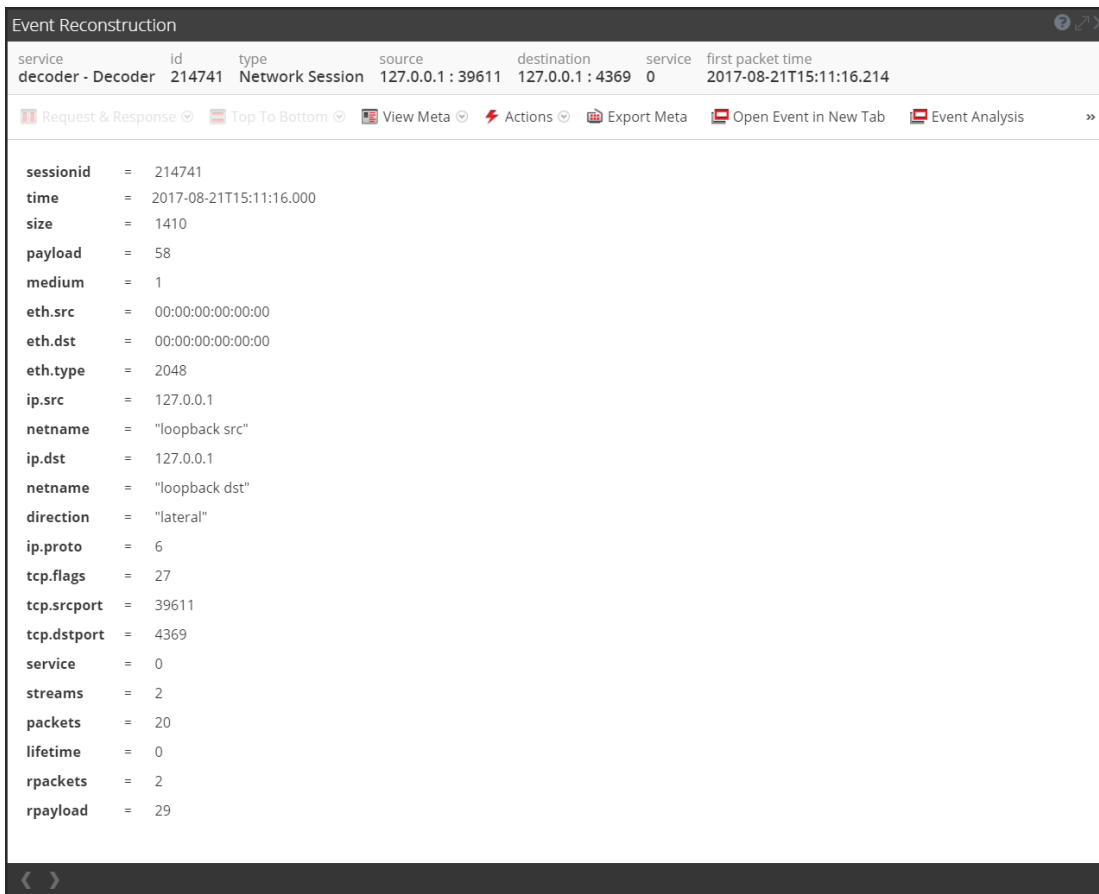 Event Reconstruction
service id type source destination service first packet time
decoder - Decoder 214741 Network Session 127.0.0.1 : 39611 127.0.0.1 : 4369 0 2017-08-21T15:11:16.214
Request & Response Top To Bottom View Meta Actions Export Meta Open Event in New Tab Event Analysis »
sessionid = 214741
time = 2017-08-21T15:11:16.000
size = 1410
payload = 58
medium = 1
eth.src = 00:00:00:00:00:00
eth.dst = 00:00:00:00:00:00
eth.type = 2048
ip.src = 127.0.0.1
netname = "loopback src"
ip.dst = 127.0.0.1
netname = "loopback dst"
direction = "lateral"
ip.proto = 6
tcp.flags = 27
tcp.srcport = 39611
tcp.dstport = 4369
service = 0
streams = 2
packets = 20
lifetime = 0
rpackets = 2
rpayload = 29